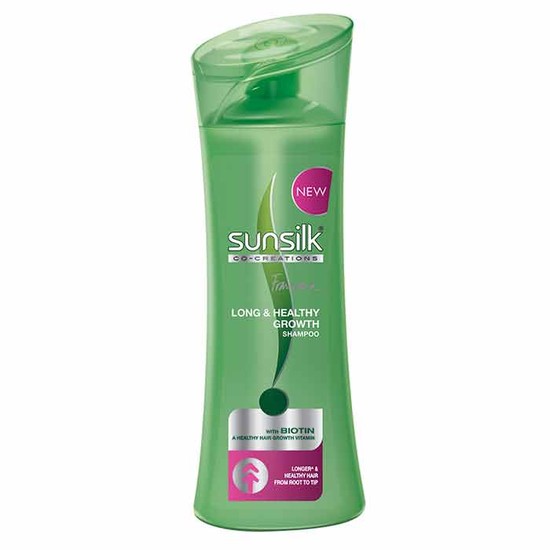 NEW
sunsilk®
CO-CREATIONS
LONG & HEALTHY
GROWTH
SHAMPOO
WITH BIOTIN
A HEALTHY HAIR GROWTH VITAMIN
LONGER* &
HEALTHY HAIR
FROM ROOT TO TIP